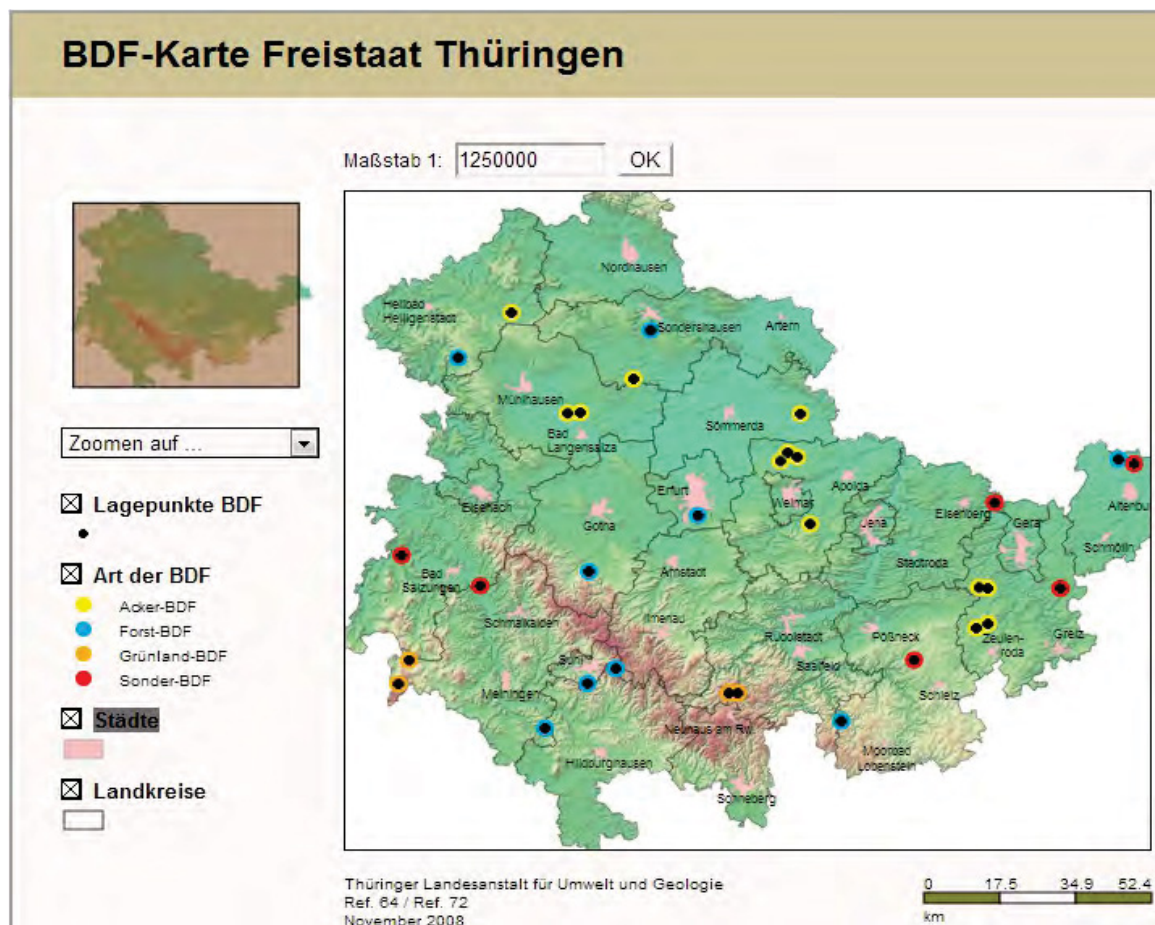 BDF-Karte Freistaat Thüringen
Maßstab 1: 1250000 OK
Zoomen auf ...
Lagepunkte BDF
Art der BDF
Acker-BDF
Forst-BDF
Grünland-BDF
Sonder-BDF
Städte
Landkreise
Nordhausen
Heilbad
Heiligenstadt
Sondershausen
Artern
Mühlhausen
Sömmerda
Bad
Langensalza
Erfurt
Apolda
Weimar
Eisenach
Gotha
Jena
Eisenberg
Gera
Altenbu
Schmölln
Stadtroda
Arnstadt
Bad
Salzungen
Schmalkalden
Ilmenau
Rudolstadt
Pößneck
Zeulen-
roda
Greiz
Saalfeld
Suhl
Meiningen
Schleiz
Neuhaus am Rw.
Moorbad
Lobenstein
Hildburghausen
Sonneberg
Thüringer Landesanstalt für Umwelt und Geologie
Ref. 64 / Ref. 72
November 2008
0 17.5 34.9 52.4
km